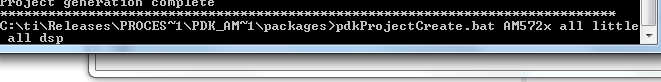 Project generation complete
*******************************************************************************
C:\ti\Releases\PROCES~1\PDK_AM~1\packages>pdkProjectCreate.bat AM572x all little
 all dsp